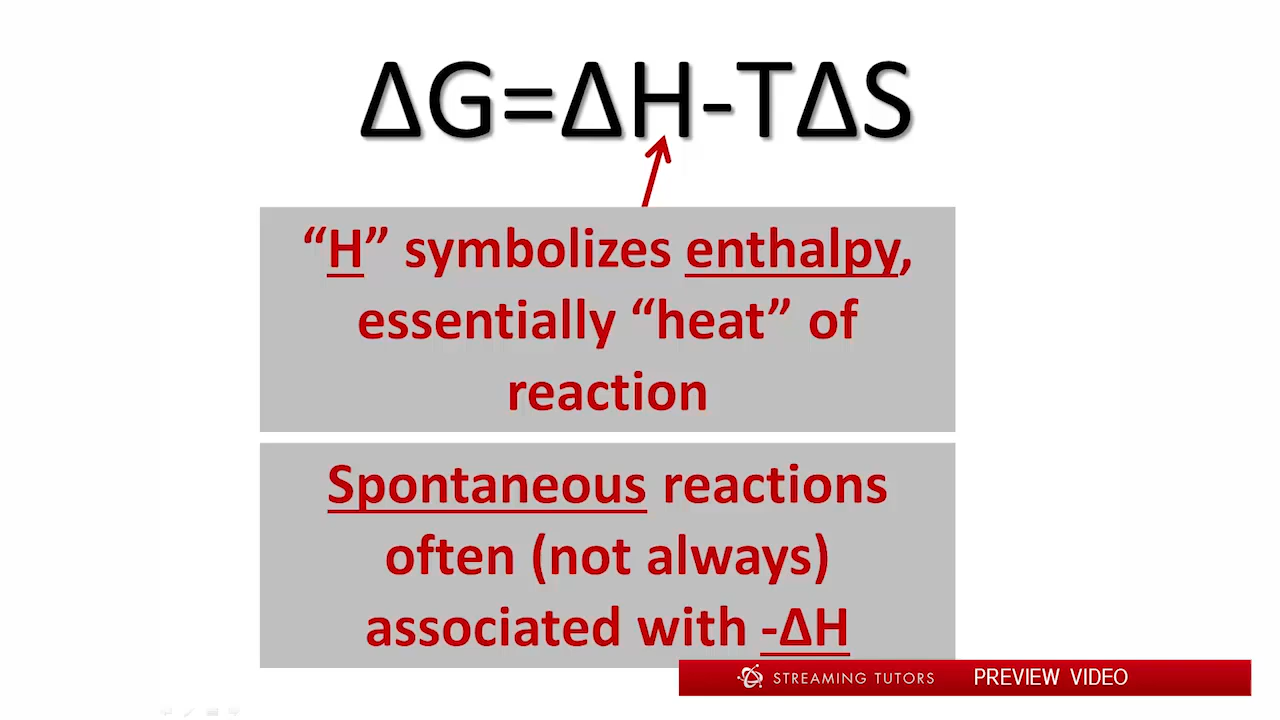 ΔG=ΔH-TΔS
“H” symbolizes enthalpy,
essentially “heat” of
reaction
Spontaneous reactions
often (not always)
associated with -ΔH
STREAMING TUTORS PREVIEW VIDEO